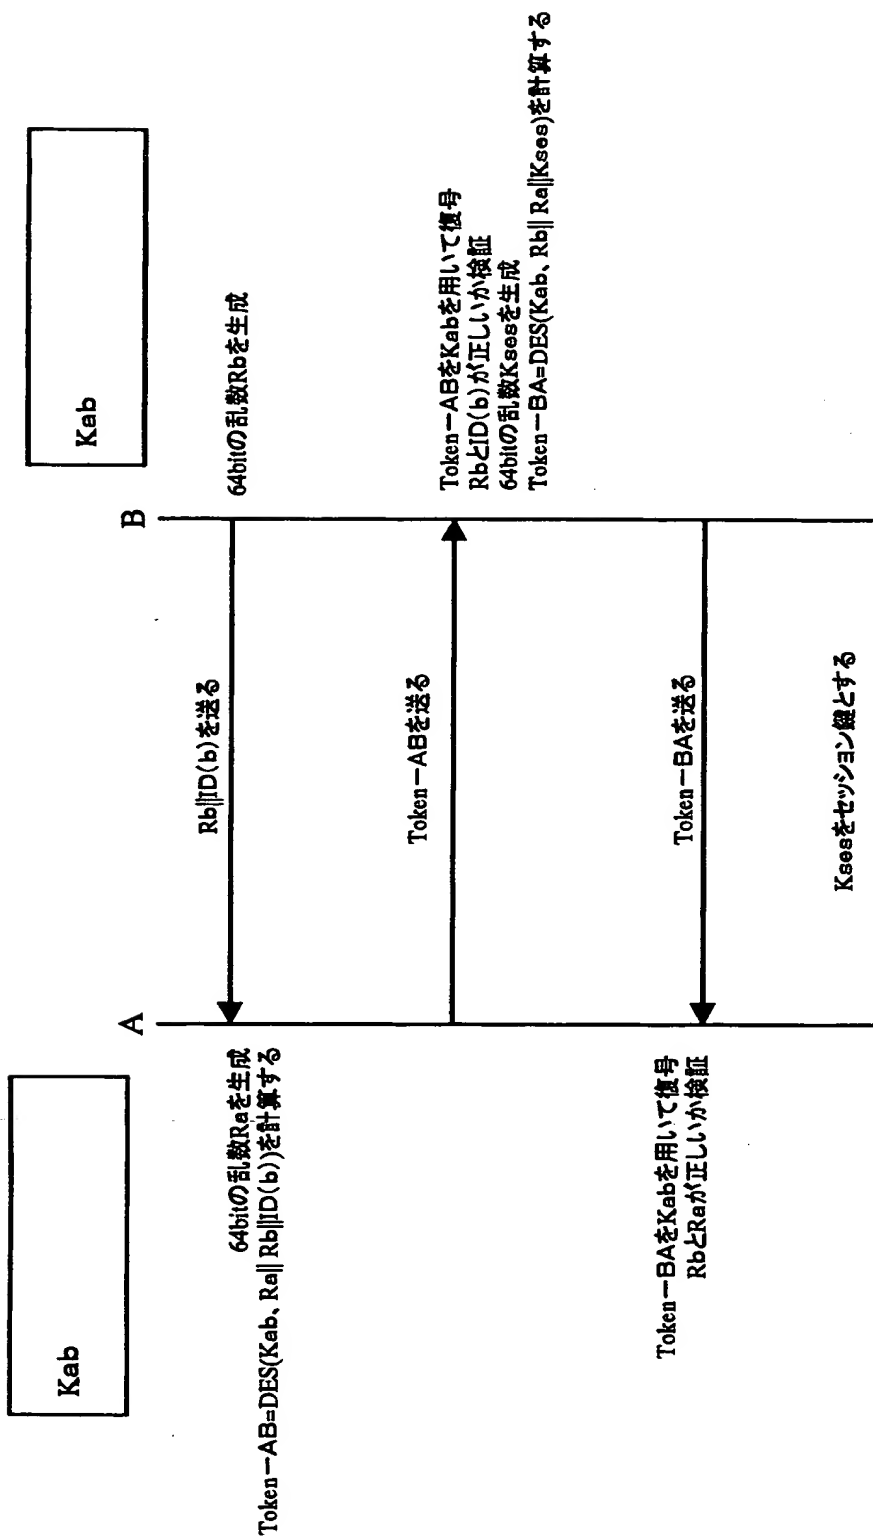 Kab
Kab
A
B
64bitの乱数Rbを生成
Rb||ID(b)を送る
64bitの乱数Raを生成
Token-AB=DES(Kab、Ra||Rb||ID(b))を計算する
Token-ABを送る
Token-ABをKabを用いて復号
RbとID(b)が正しいか検証
64bitの乱数Ksesを生成
Token-BA=DES(Kab、Rb||Ra||Kses)を計算する
Token-BAを送る
Token-BAをKabを用いて復号
RbとRaが正しいか検証
Ksesをセッション鍵とする